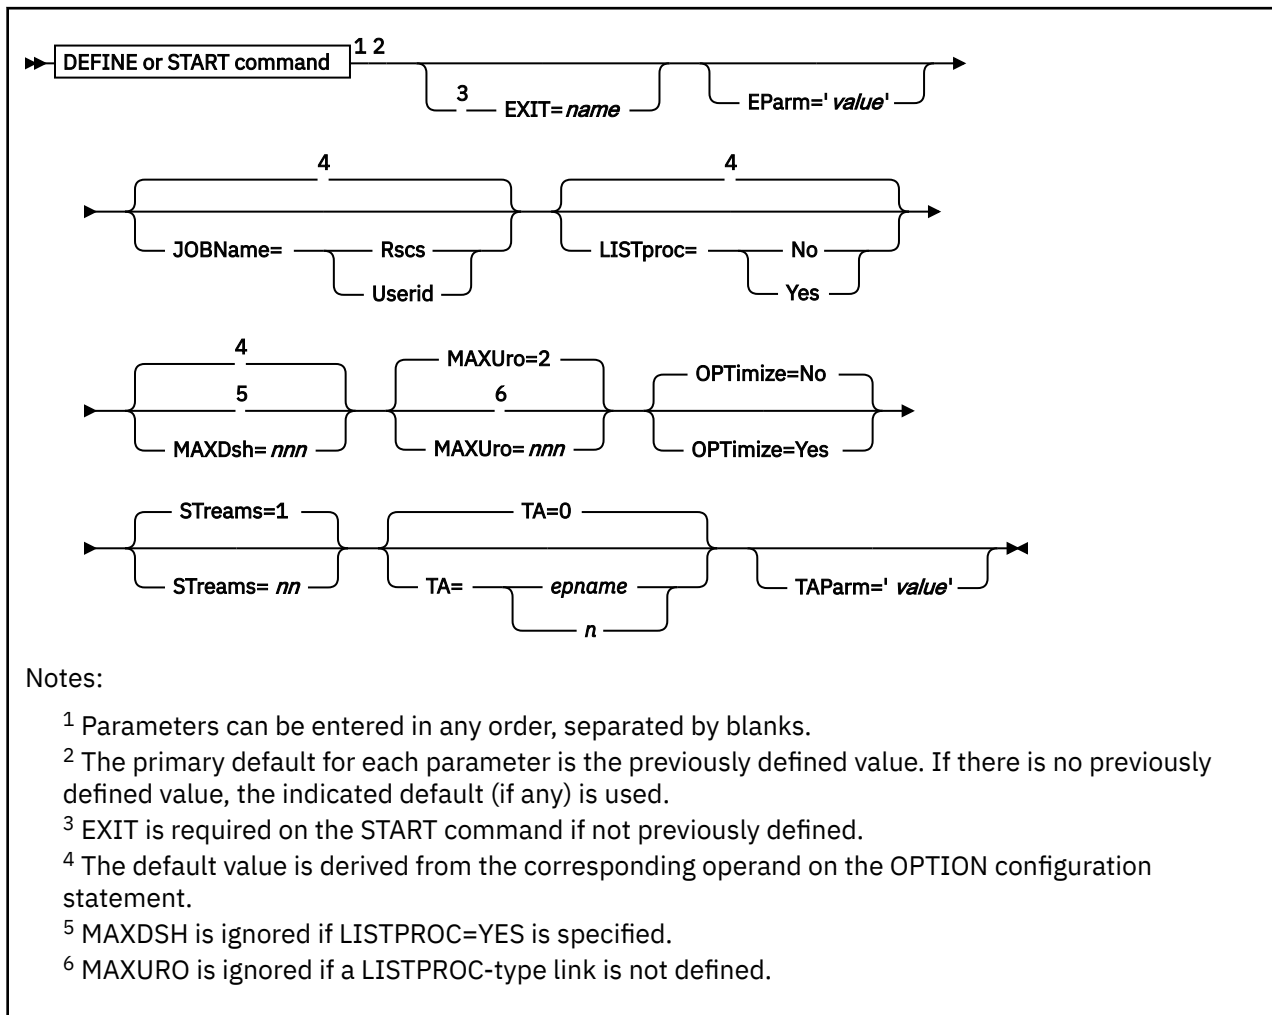 DEFINE or START command 1 2
3 EXIT=name EParm='value'
4 4
JOBName= Rscs LISTproc= No
Userid Yes
4 MAXUro=2 OPTimize=No
5 6
MAXDsh= nnn MAXUro= nnn OPTimize=Yes
STreams=1 TA=0
STreams= nn TA= epname TAParm=' value'
n
Notes:
1 Parameters can be entered in any order, separated by blanks.
2 The primary default for each parameter is the previously defined value. If there is no previously
defined value, the indicated default (if any) is used.
3 EXIT is required on the START command if not previously defined.
4 The default value is derived from the corresponding operand on the OPTION configuration
statement.
5 MAXDSH is ignored if LISTPROC=YES is specified.
6 MAXURO is ignored if a LISTPROC-type link is not defined.